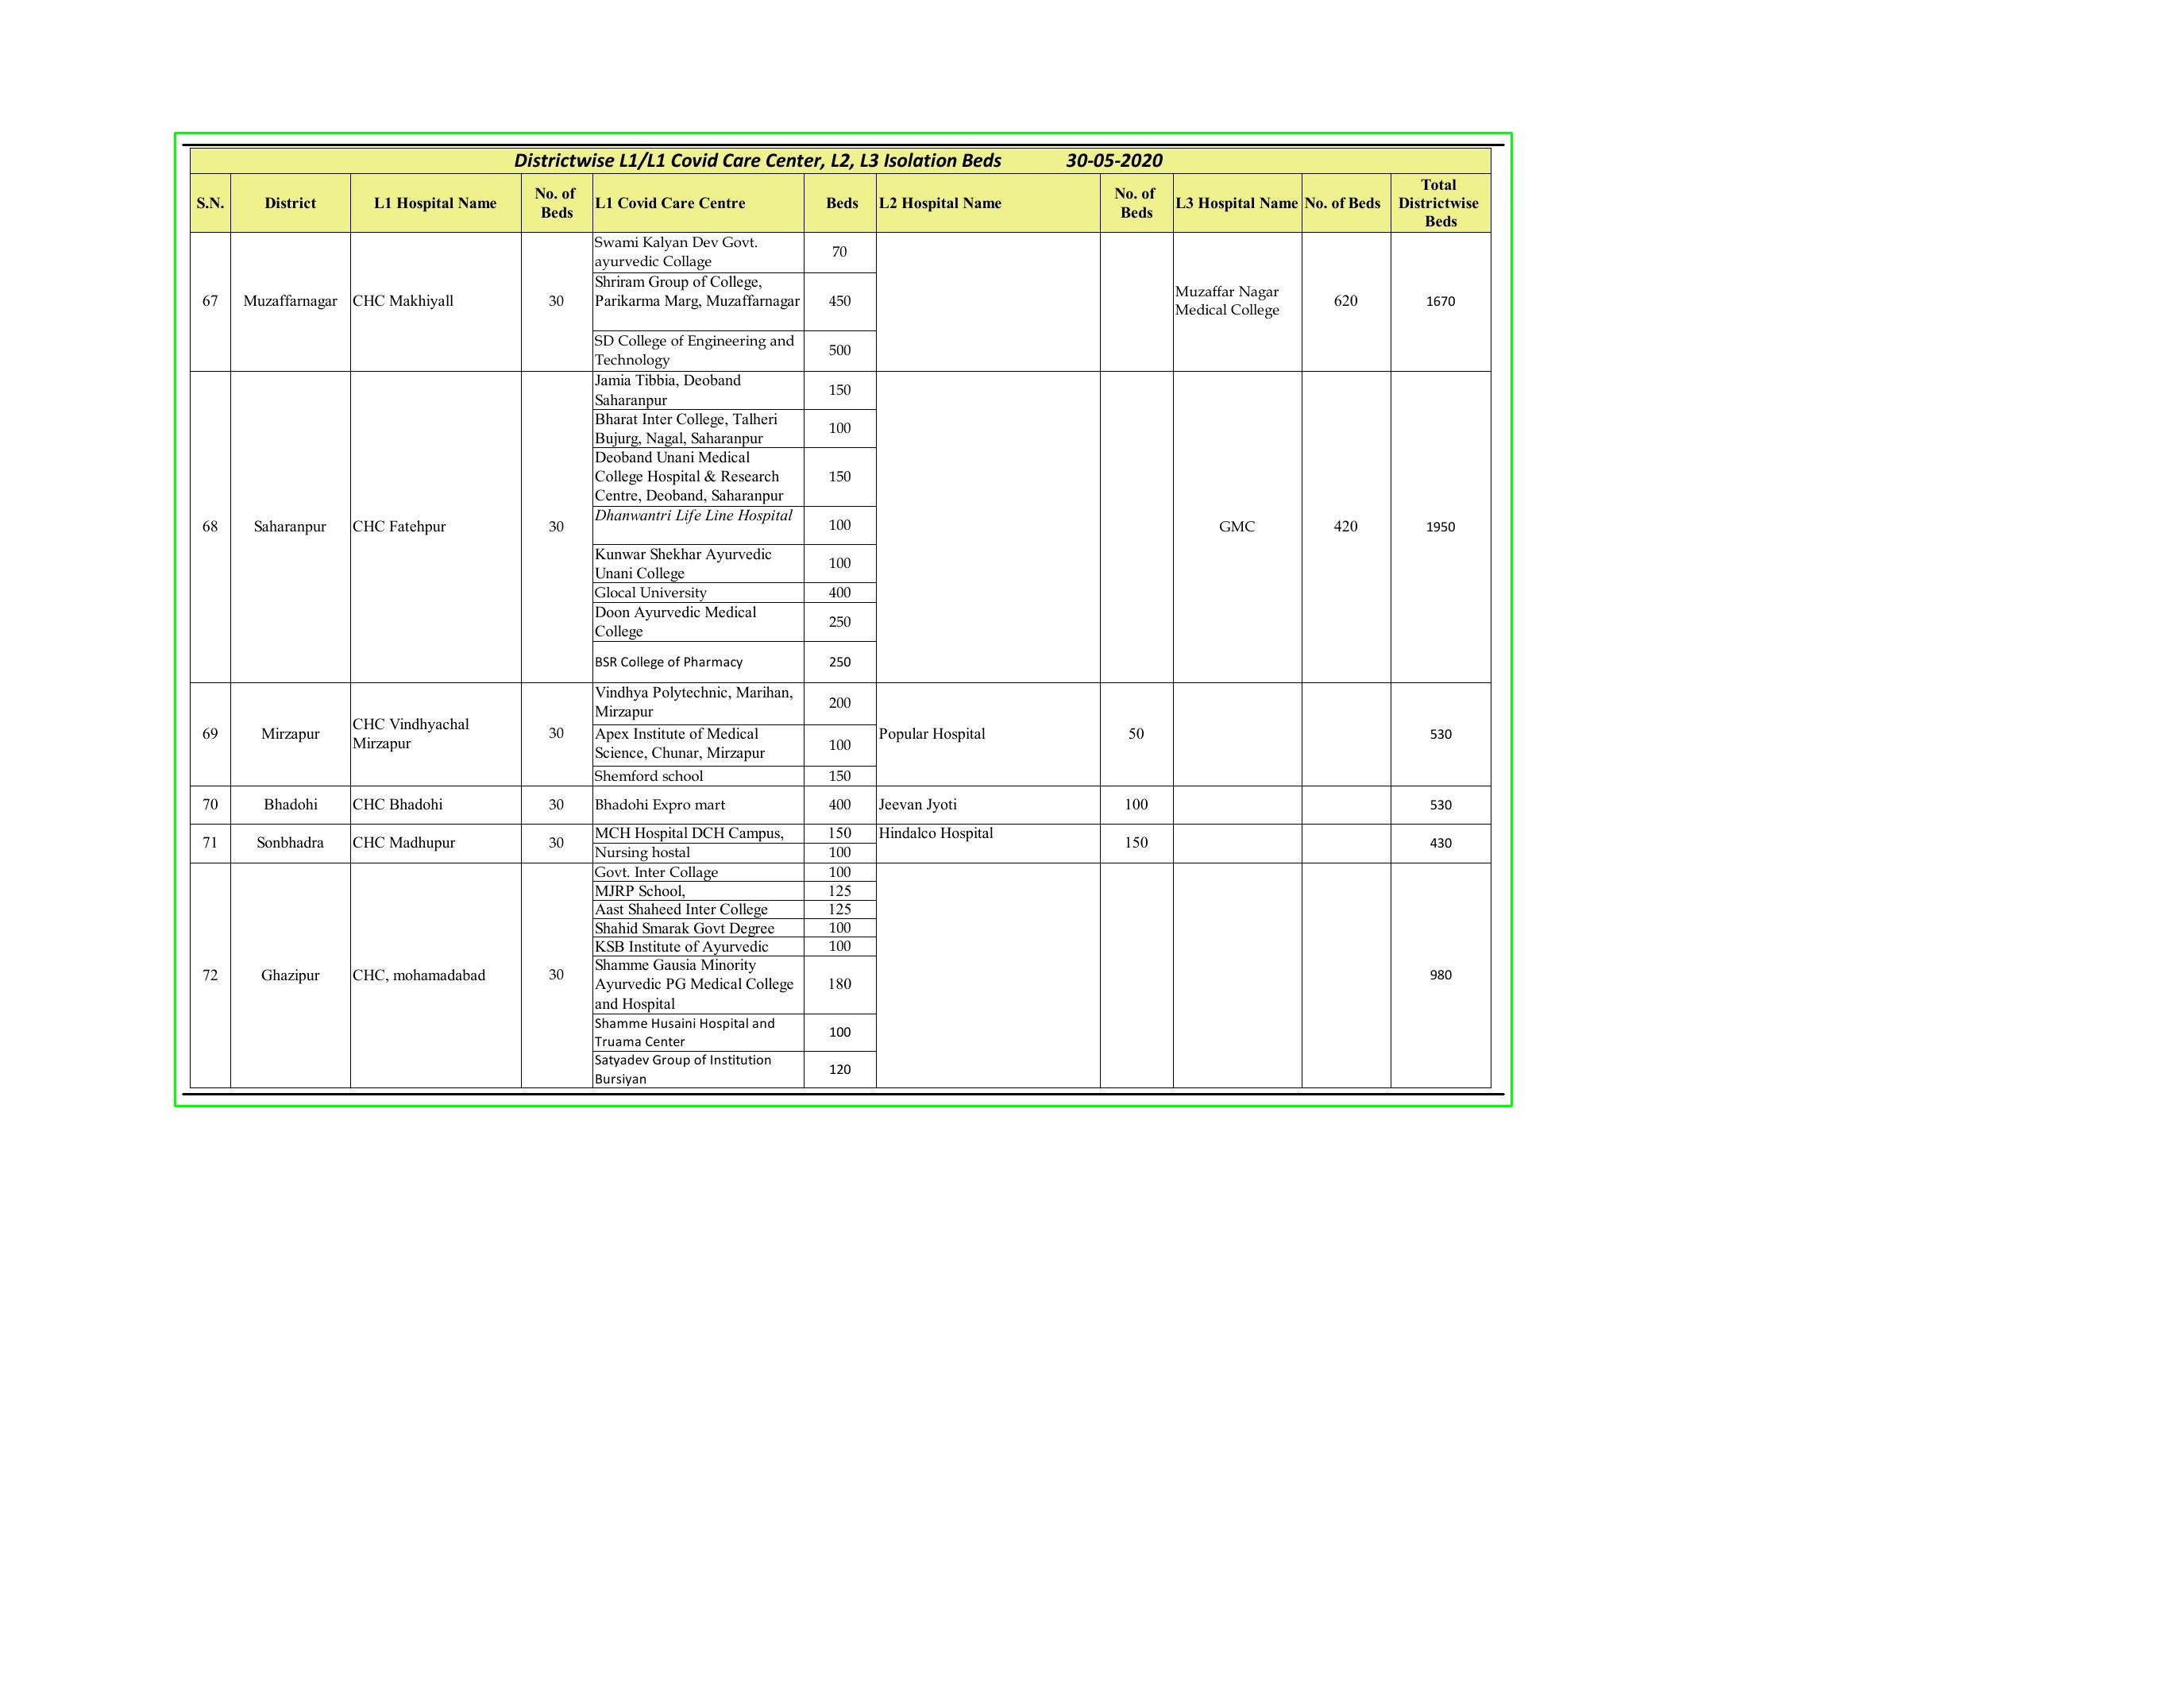 Districtwise L1/L1 Covid Care Center, L2, L3 Isolation Beds 30-05-2020
S.N. District L1 Hospital Name No. of Beds L1 Covid Care Centre Beds L2 Hospital Name No. of Beds L3 Hospital Name No. of Beds Total Districtwise Beds
67 Muzaffarnagar CHC Makhiyall 30
Swami Kalyan Dev Govt.
ayurvedic Collage 70
Shriram Group of College,
Parikarma Marg, Muzaffarnagar 450
SD College of Engineering and
Technology 500
Muzaffar Nagar
Medical College 620 1670
68 Saharanpur CHC Fatehpur 30
Jamia Tibbia, Deoband
Saharanpur 150
Bharat Inter College, Talheri
Bujurg, Nagal, Saharanpur 100
Deoband Unani Medical
College Hospital & Research
Centre, Deoband, Saharanpur 150
Dhanwantri Life Line Hospital 100
Kunwar Shekhar Ayurvedic
Unani College 100
Glocal University 400
Doon Ayurvedic Medical
College 250
BSR College of Pharmacy 250
GMC 420 1950
69 Mirzapur CHC Vindhyachal
Mirzapur 30
Vindhya Polytechnic, Marihan,
Mirzapur 200
Apex Institute of Medical
Science, Chunar, Mirzapur 100
Shemford school 150
Popular Hospital 50 530
70 Bhadohi CHC Bhadohi 30 Bhadohi Expro mart 400 Jeevan Jyoti 100 530
71 Sonbhadra CHC Madhupur 30
MCH Hospital DCH Campus, 150
Nursing hostal 100
Hindalco Hospital 150 430
72 Ghazipur CHC, mohamadabad 30
Govt. Inter Collage 100
MJRP School, 125
Aast Shaheed Inter College 125
Shahid Smarak Govt Degree 100
KSB Institute of Ayurvedic 100
Shamme Gausia Minority
Ayurvedic PG Medical College
and Hospital 180
Shamme Husaini Hospital and
Truama Center 100
Satyadev Group of Institution
Bursiyan 120
980